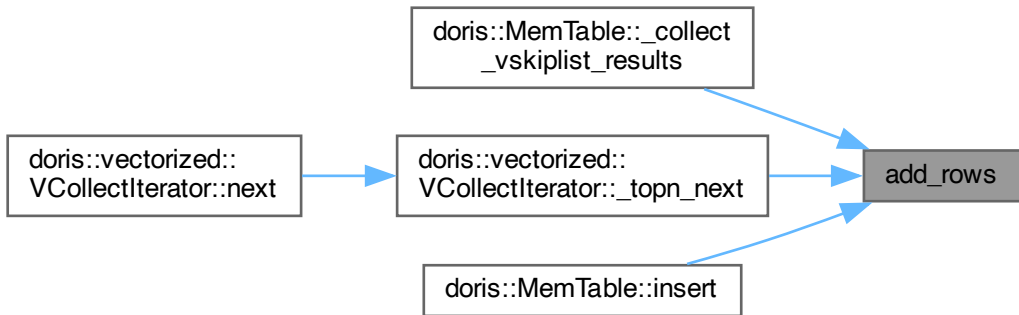 doris::MemTable::_collect
_vskiplist_results
doris::vectorized::
VCollectIterator::next
doris::vectorized::
VCollectIterator::_topn_next
add_rows
doris::MemTable::insert